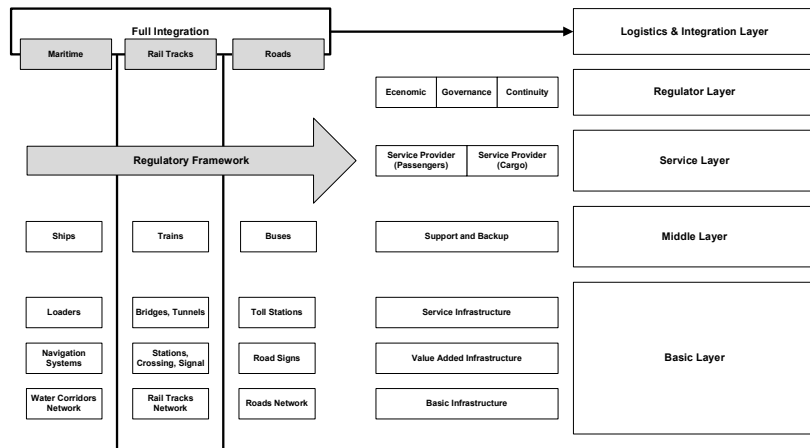 Full Integration
Logistics & Integration Layer
Maritime
Rail Tracks
Roads
Economic
Governance
Continuity
Regulator Layer
Regulatory Framework
Service Provider
(Passengers)
Service Provider
(Cargo)
Service Layer
Ships
Trains
Buses
Support and Backup
Middle Layer
Loaders
Bridges, Tunnels
Toll Stations
Service Infrastructure
Navigation
Systems
Stations,
Crossing, Signal
Road Signs
Value Added Infrastructure
Basic Layer
Water Corridors
Network
Rail Tracks
Network
Roads Network
Basic Infrastructure